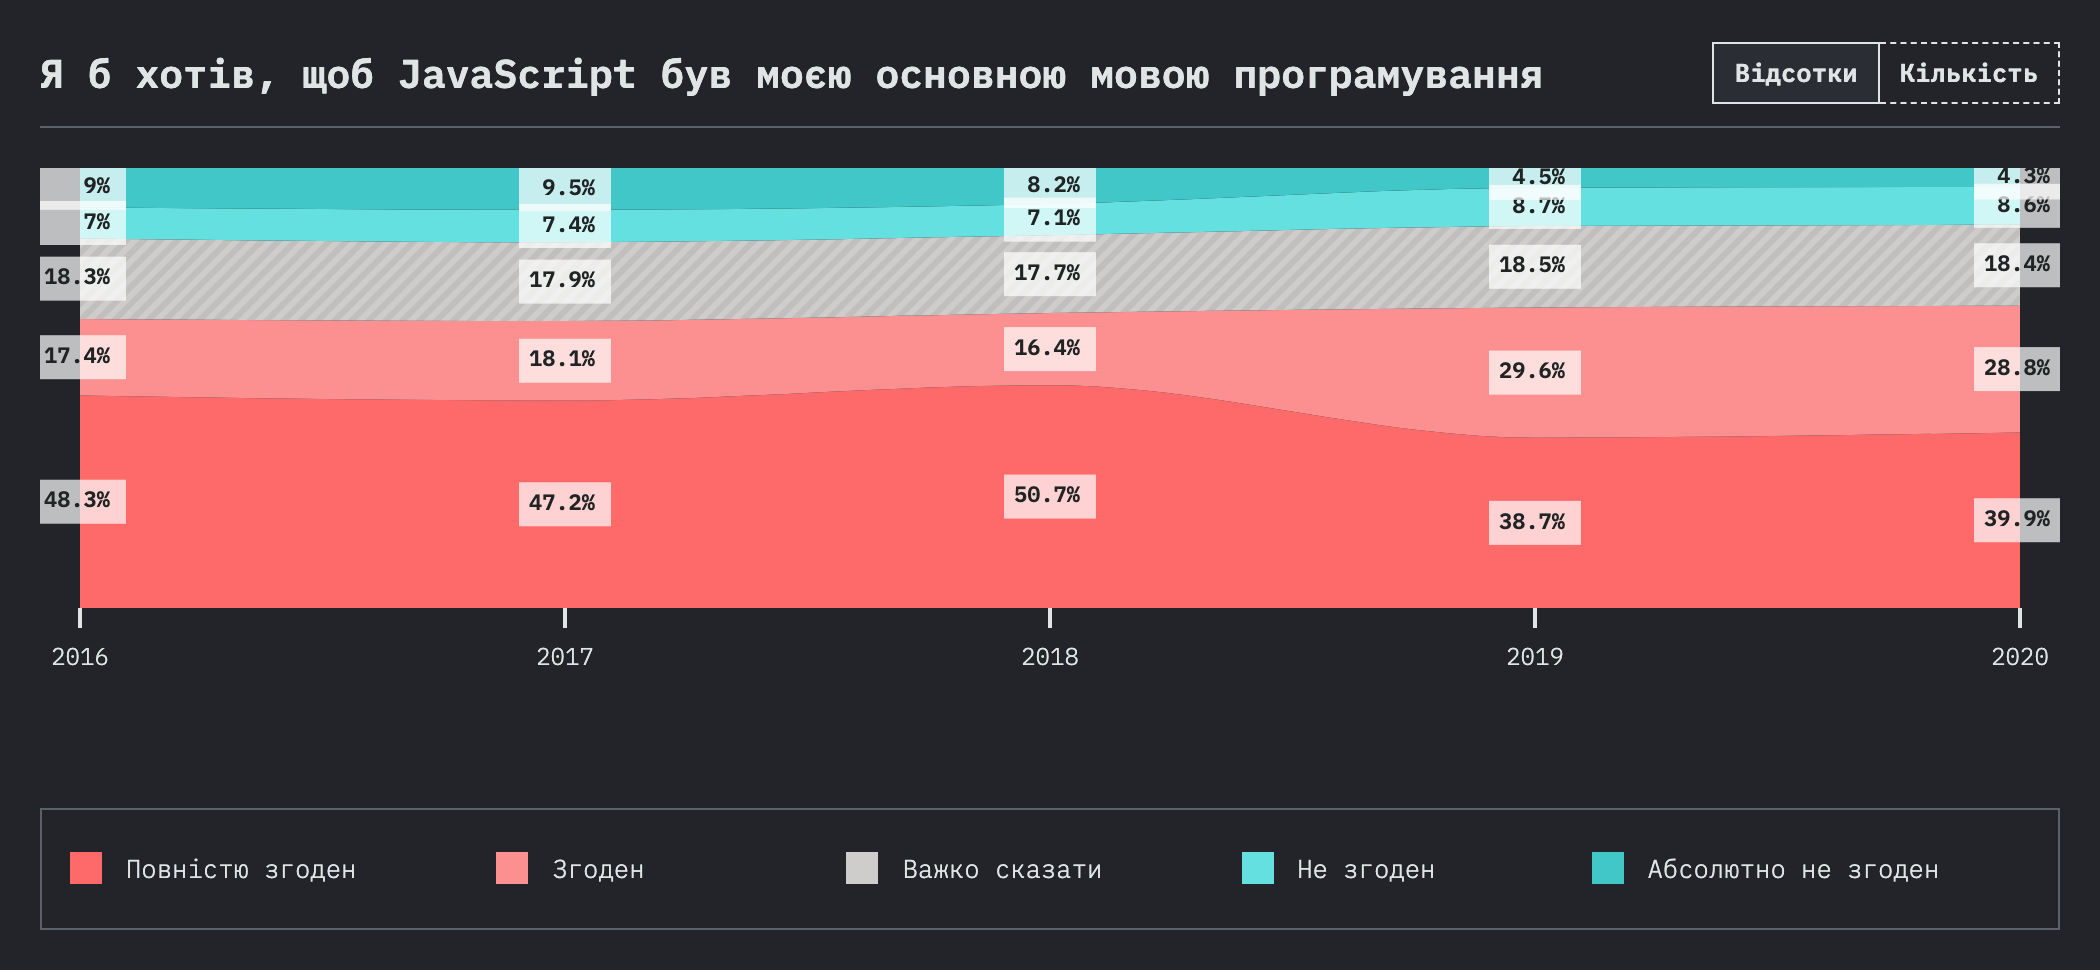 Я б хотів, щоб JavaScript був моєю основною мовою програмування
Відсотки Кількість
9% 9.5% 8.2% 4.5% 4.3%
7% 7.4% 7.1% 8.7% 8.6%
18.3% 17.9% 17.7% 18.5% 18.4%
17.4% 18.1% 16.4% 29.6% 28.8%
48.3% 47.2% 50.7% 38.7% 39.9%
2016 2017 2018 2019 2020
Повністю згоден Згоден Важко сказати Не згоден Абсолютно не згоден